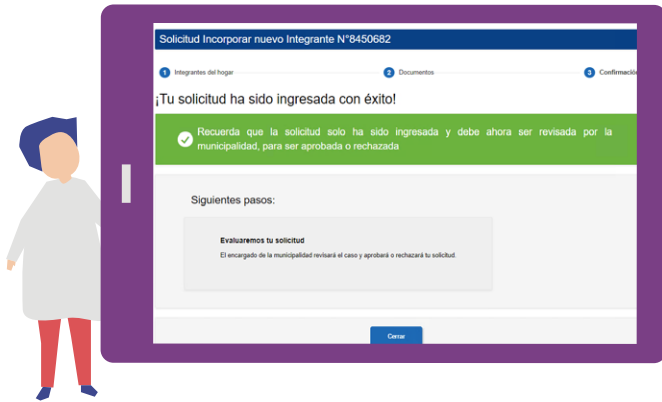 Solicitud Incorporar nuevo Integrante N°8450682
1 Integrantes del hogar 2 Documentos 3 Confirmación
¡Tu solicitud ha sido ingresada con éxito!
Recuerda que la solicitud solo ha sido ingresada y debe ahora ser revisada por la
municipalidad, para ser aprobada o rechazada
Siguientes pasos:
Evaluaremos tu solicitud
El encargado de la municipalidad revisará el caso y aprobará o rechazará tu solicitud.
Cerrar